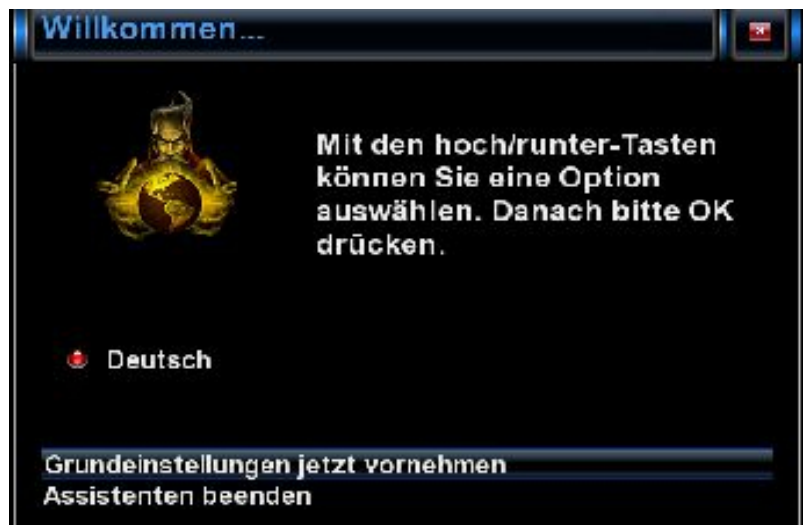 Willkommen...
Mit den hoch/runter-Tasten
können Sie eine Option
auswählen. Danach bitte OK
drücken.
Deutsch
Grundeinstellungen jetzt vornehmen
Assistenten beenden